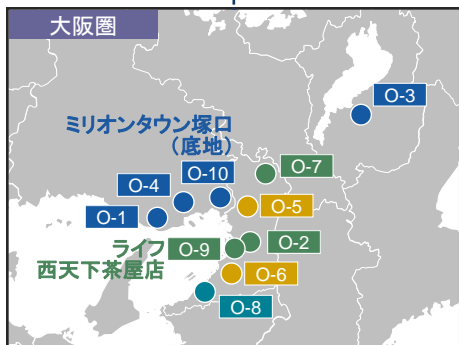 大阪圏
O-3
ミリオンタウン塚口
（底地）
O-7
O-10
O-4
O-5
O-1
O-2
ライフ
西天下茶屋店
O-9
O-6
O-8